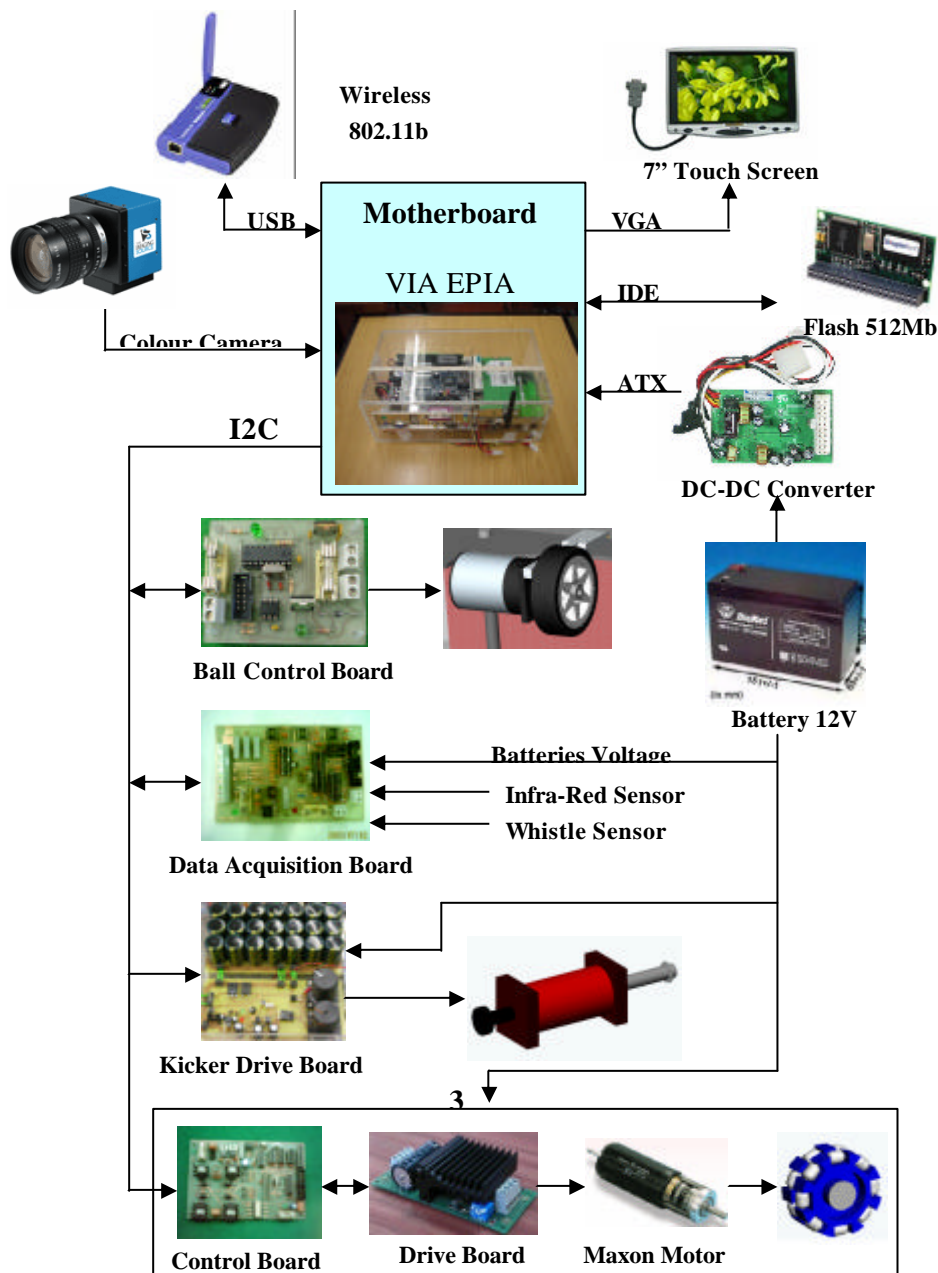 Wireless
802.11b
7” Touch Screen
Motherboard
USB
VGA
VIA EPIA
IDE
Flash 512Mb
Colour Camera
ATX
I2C
DC-DC Converter
Ball Control Board
Battery 12V
Batteries Voltage
Infra-Red Sensor
Whistle Sensor
Data Acquisition Board
Kicker Drive Board
3
Control Board
Drive Board
Maxon Motor